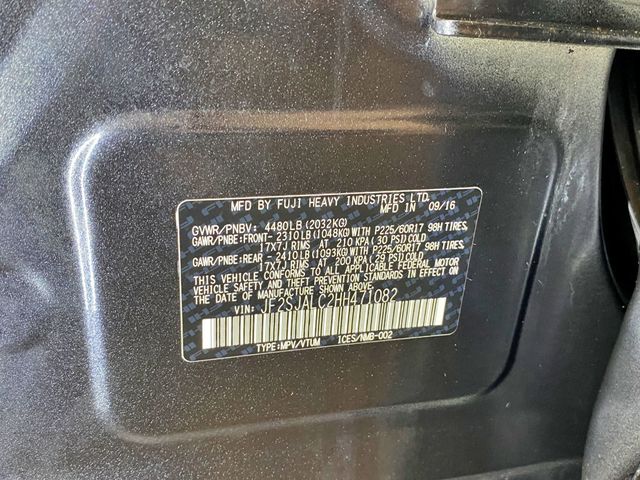 MFD BY FUJI HEAVY INDUSTRIES LTD.
MFD IN 09/16
GVWR/PNBV: 4480LB (2032KG)
GAWR/PNBE:FRONT- 2310LB(1048KG)WITH P225/60R17 98H TIRES,
17X7J RIMS AT 210 KPA(30 PSI)COLD
GAWR/PNBE:REAR - 2410LB(1093KG)WITH P225/60R17 98H TIRES,
17X7J RIMS AT 200 KPA(29 PSI)COLD
THIS VEHICLE CONFORMS TO ALL APPLICABLE FEDERAL MOTOR
VEHICLE SAFETY AND THEFT PREVENTION STANDARDS IN EFFECT
ON THE DATE OF MANUFACTURE SHOWN ABOVE.
VIN: JF2SJALC2HH471082
TYPE:MPV/VTUM ICES/NMB-002